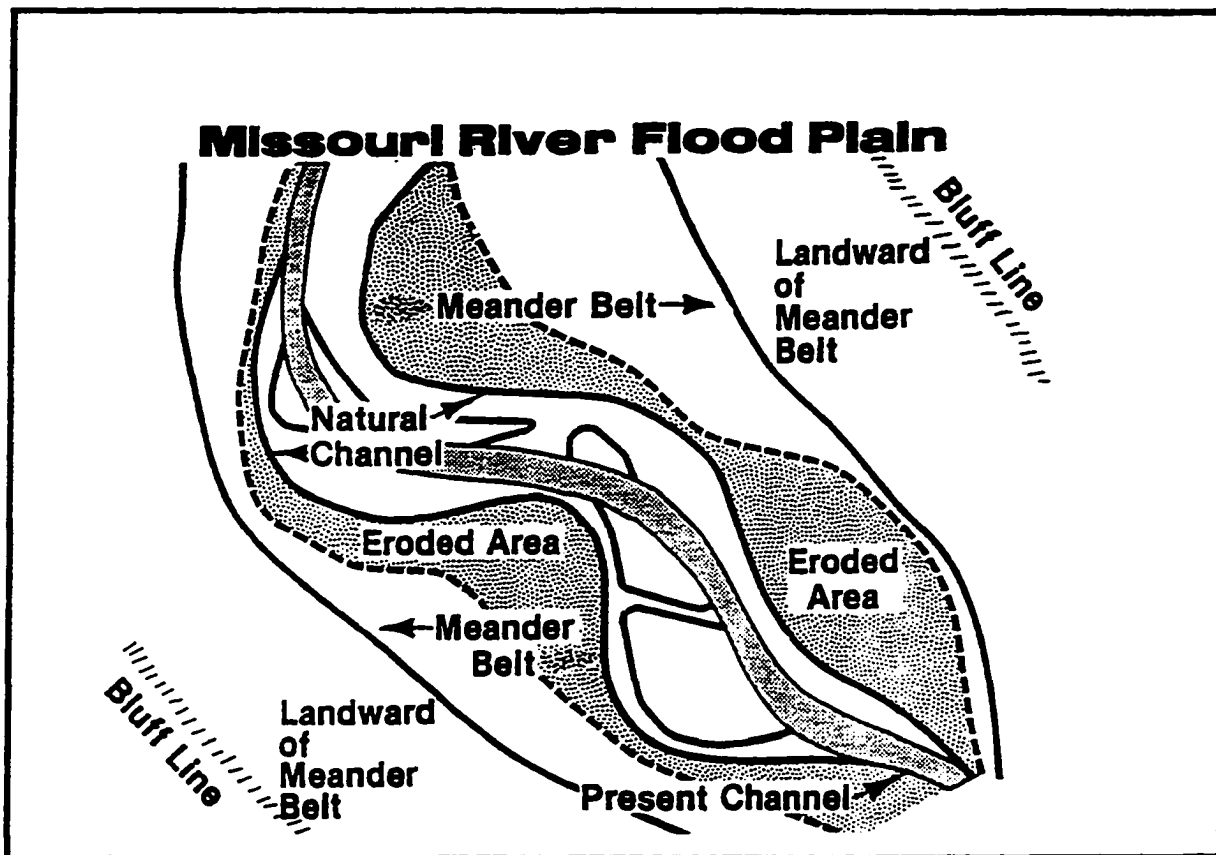 Missouri River Flood Plain
Bluff Line
Landward
of
Meander
Belt
Meander Belt
Natural
Channel
Eroded Area
Eroded
Area
Meander
Belt
Bluff Line
Landward
of
Meander
Belt
Present Channel